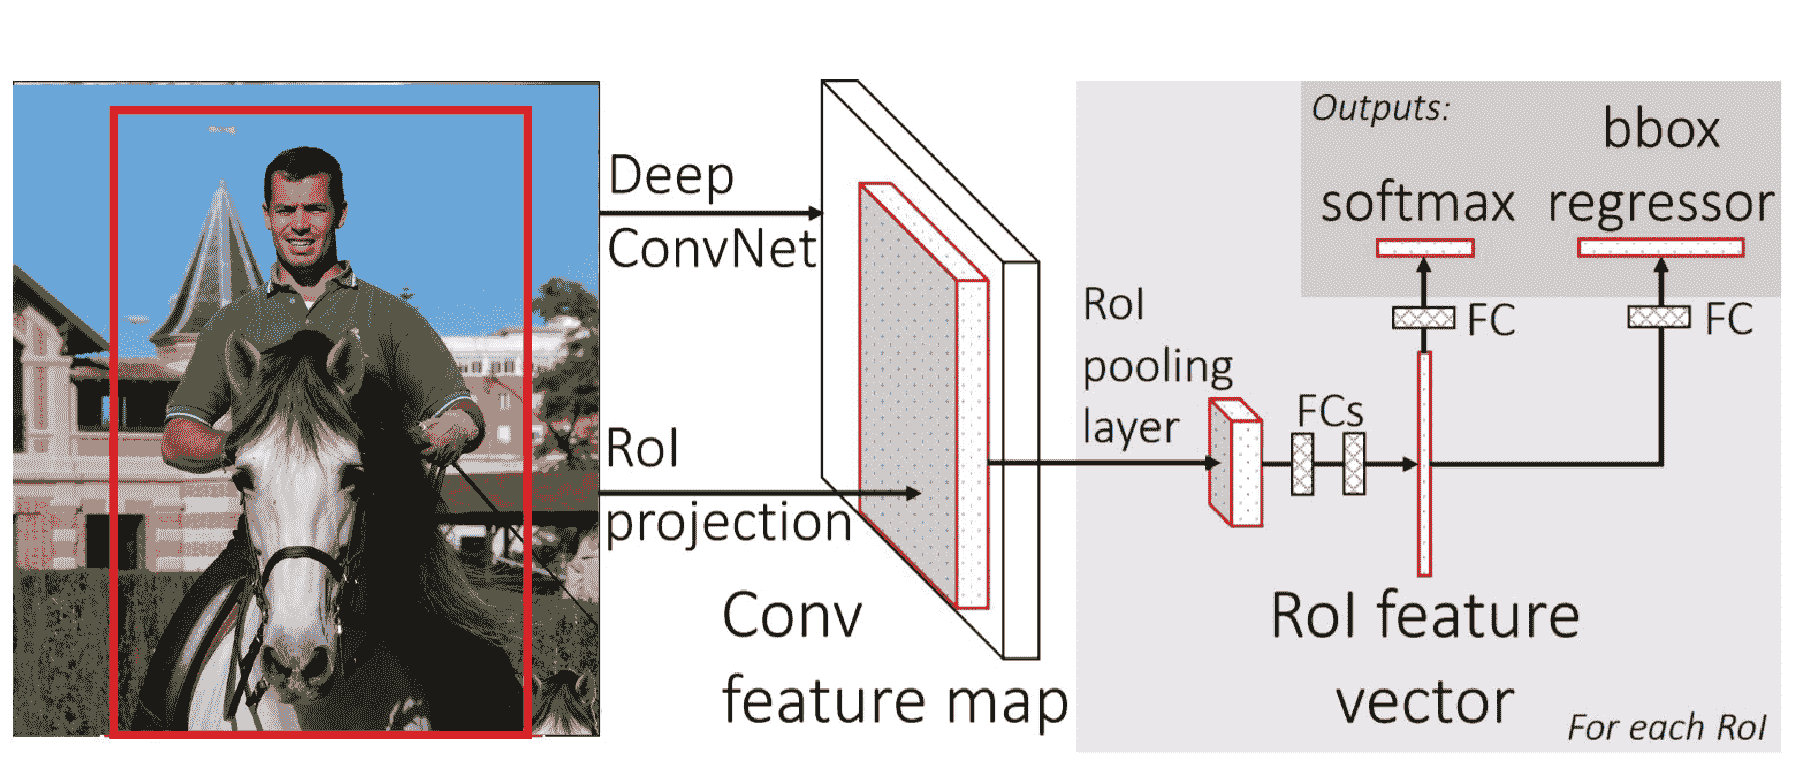 Deep
ConvNet
RoI
projection
Conv
feature map
RoI
pooling
layer
FCs
Outputs:
softmax
bbox
regressor
FC
FC
RoI feature
vector
For each RoI